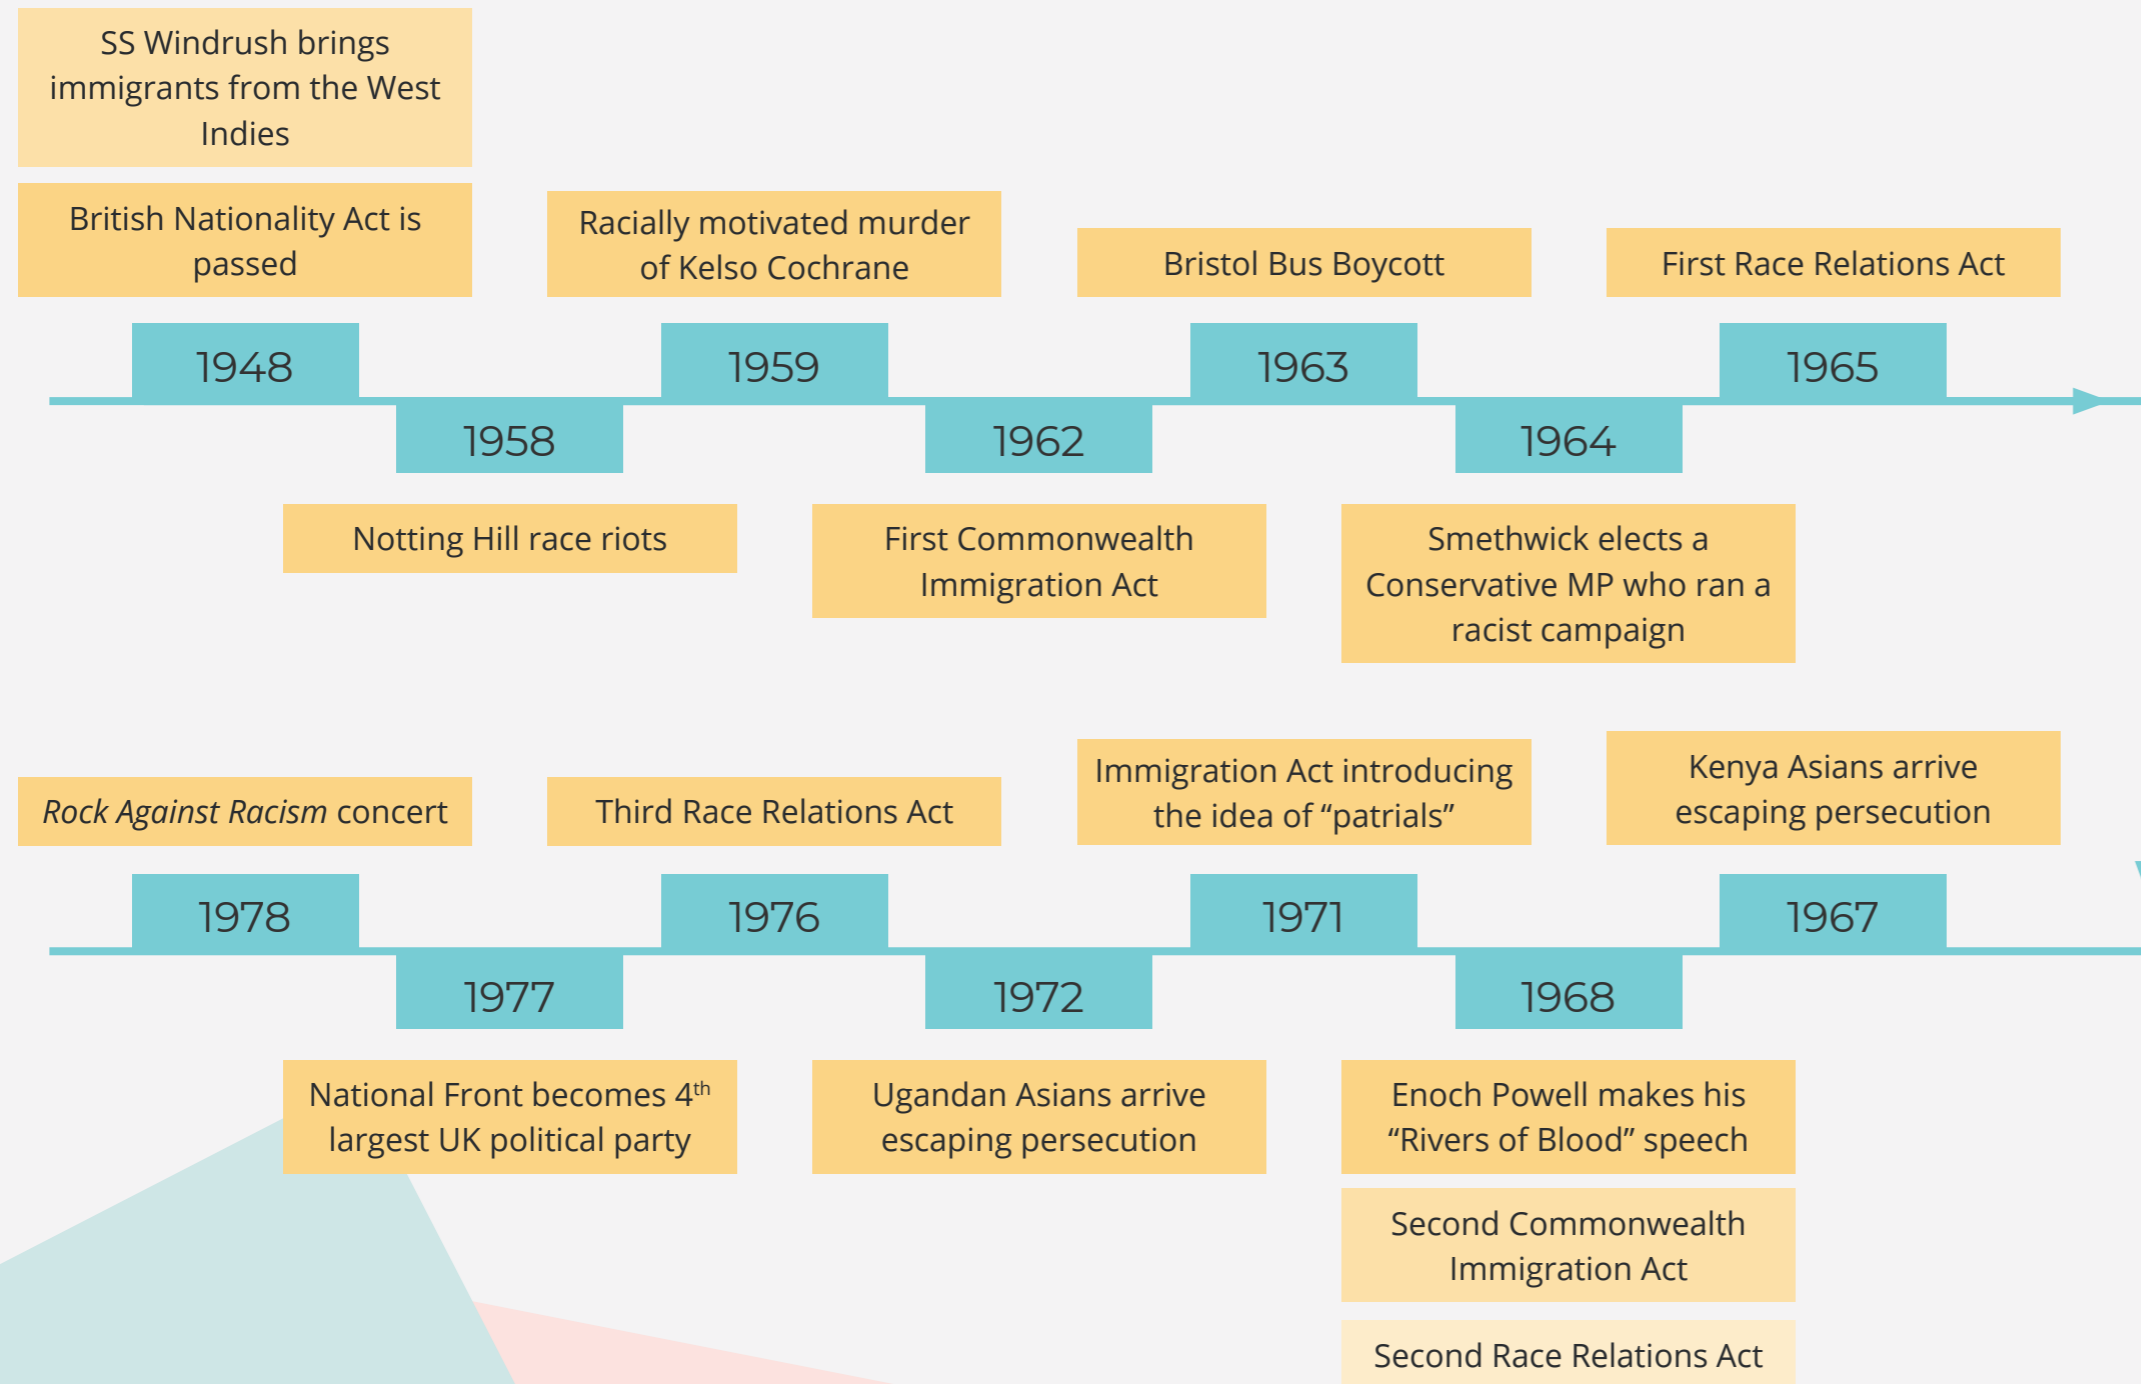 SS Windrush brings
immigrants from the West
Indies
British Nationality Act is
passed
1948
1958
Notting Hill race riots
Racially motivated murder
of Kelso Cochrane
1959
1962
First Commonwealth
Immigration Act
Bristol Bus Boycott
1963
1964
Smethwick elects a
Conservative MP who ran a
racist campaign
First Race Relations Act
1965
Kenya Asians arrive
escaping persecution
1967
1968
Enoch Powell makes his
“Rivers of Blood” speech
Second Commonwealth
Immigration Act
Second Race Relations Act
Immigration Act introducing
the idea of “patrials”
1971
1972
Ugandan Asians arrive
escaping persecution
Third Race Relations Act
1976
1977
National Front becomes 4th
largest UK political party
Rock Against Racism concert
1978